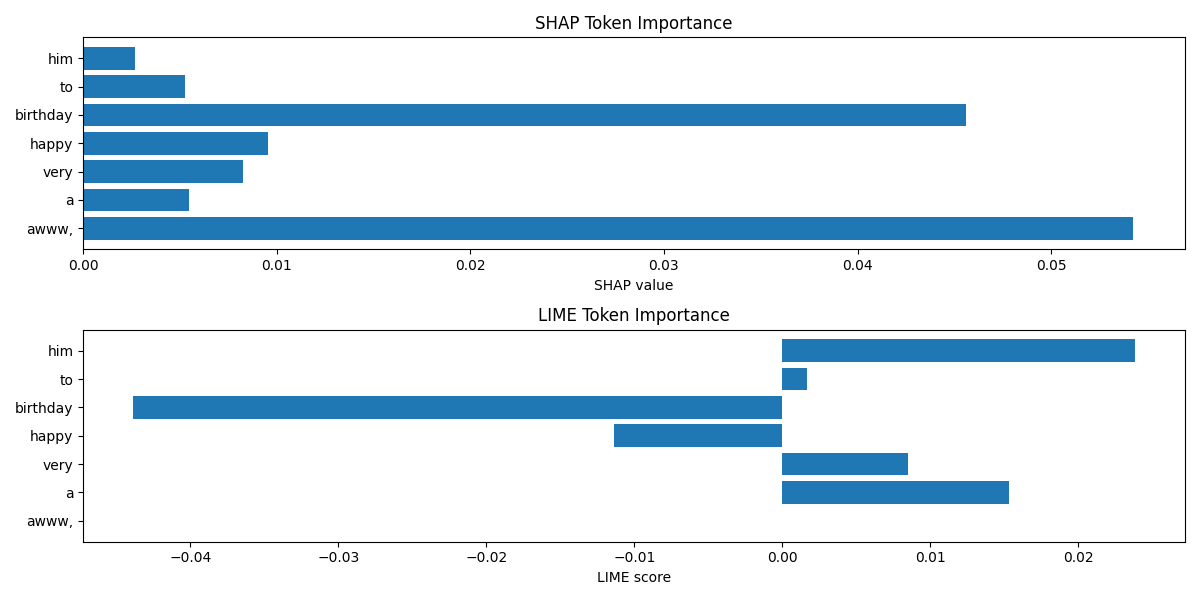 SHAP Token Importance
him
to
birthday
happy
very
a
awww,
0.00 0.01 0.02 0.03 0.04 0.05
SHAP value
LIME Token Importance
him
to
birthday
happy
very
a
awww,
−0.04 −0.03 −0.02 −0.01 0.00 0.01 0.02
LIME score